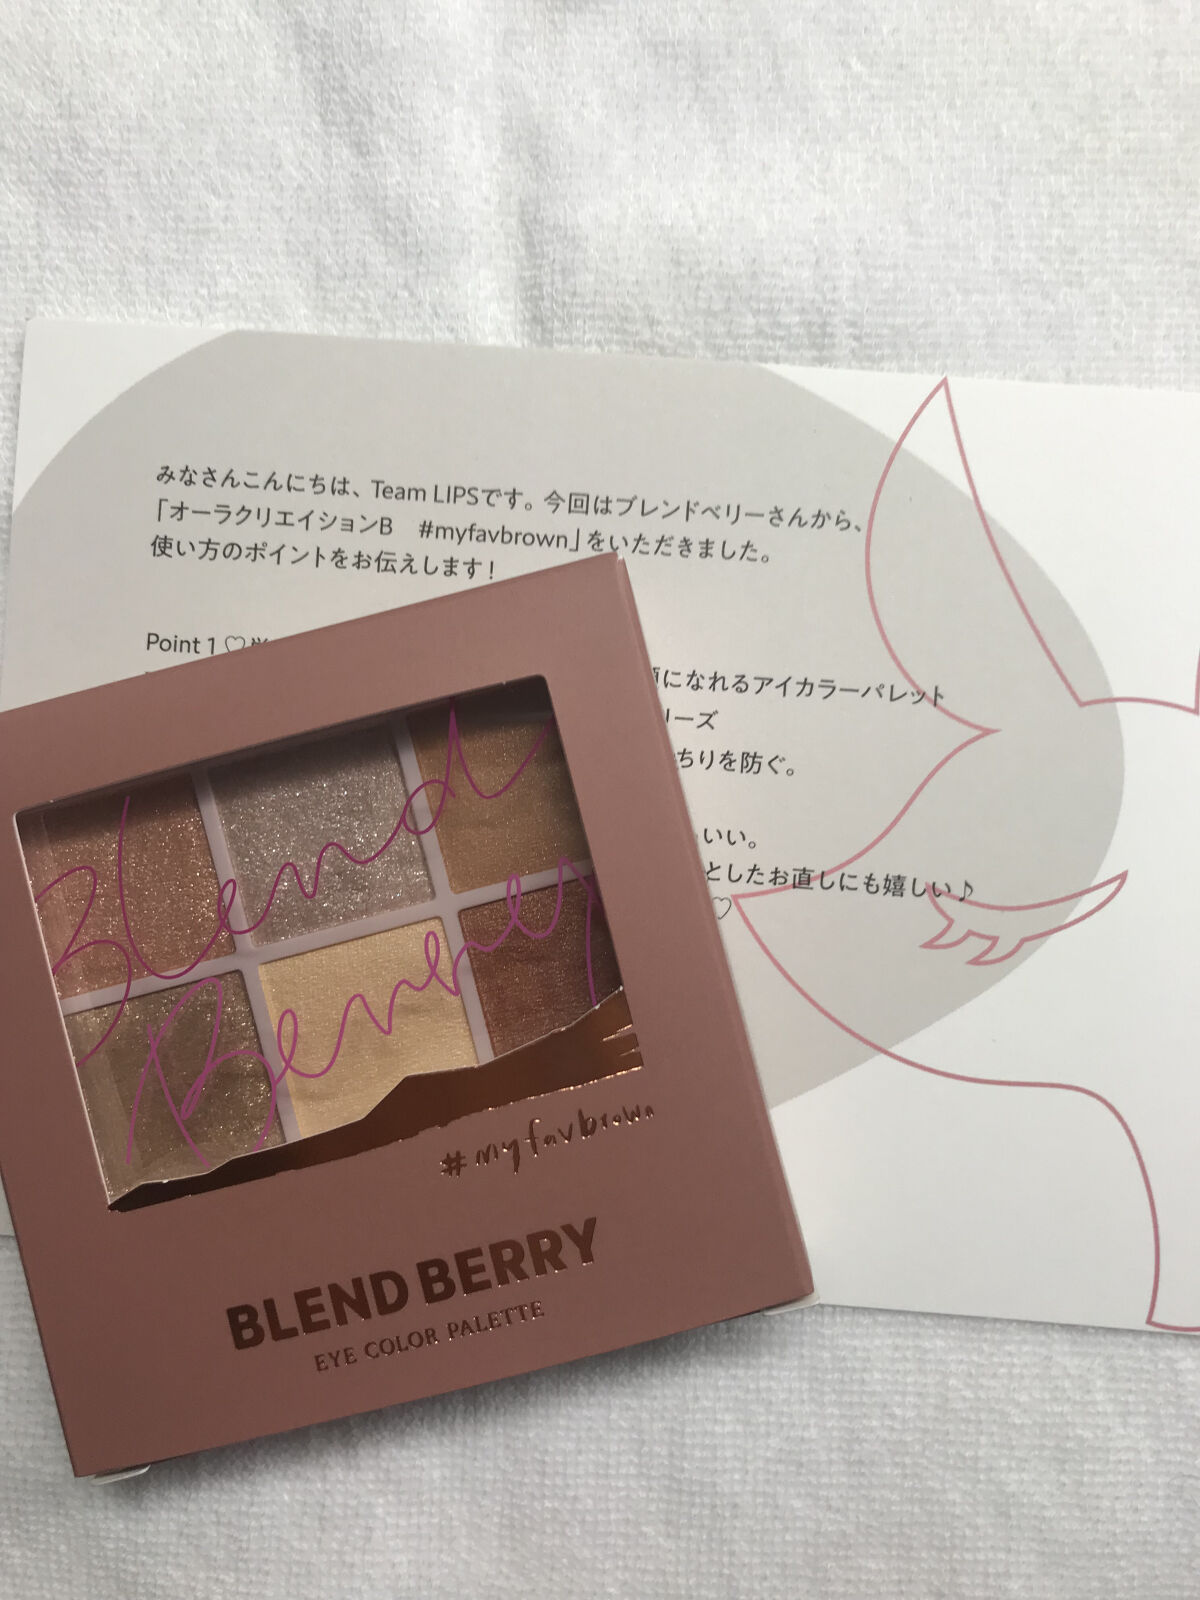 みなさんこんにちは、Team LIPSです。今回はブレンドベリーさんから、
「オーラクリエイションB　#myfavbrown」をいただきました。
使い方のポイントをお伝えします!
Point 1♡
になれるアイカラーパレット
リーズ
ちりを防ぐ。
いい。
としたお直しにも嬉しい♪
♡
Blend
Berry
#myfavbrown
BLEND BERRY
EYE COLOR PALETTE